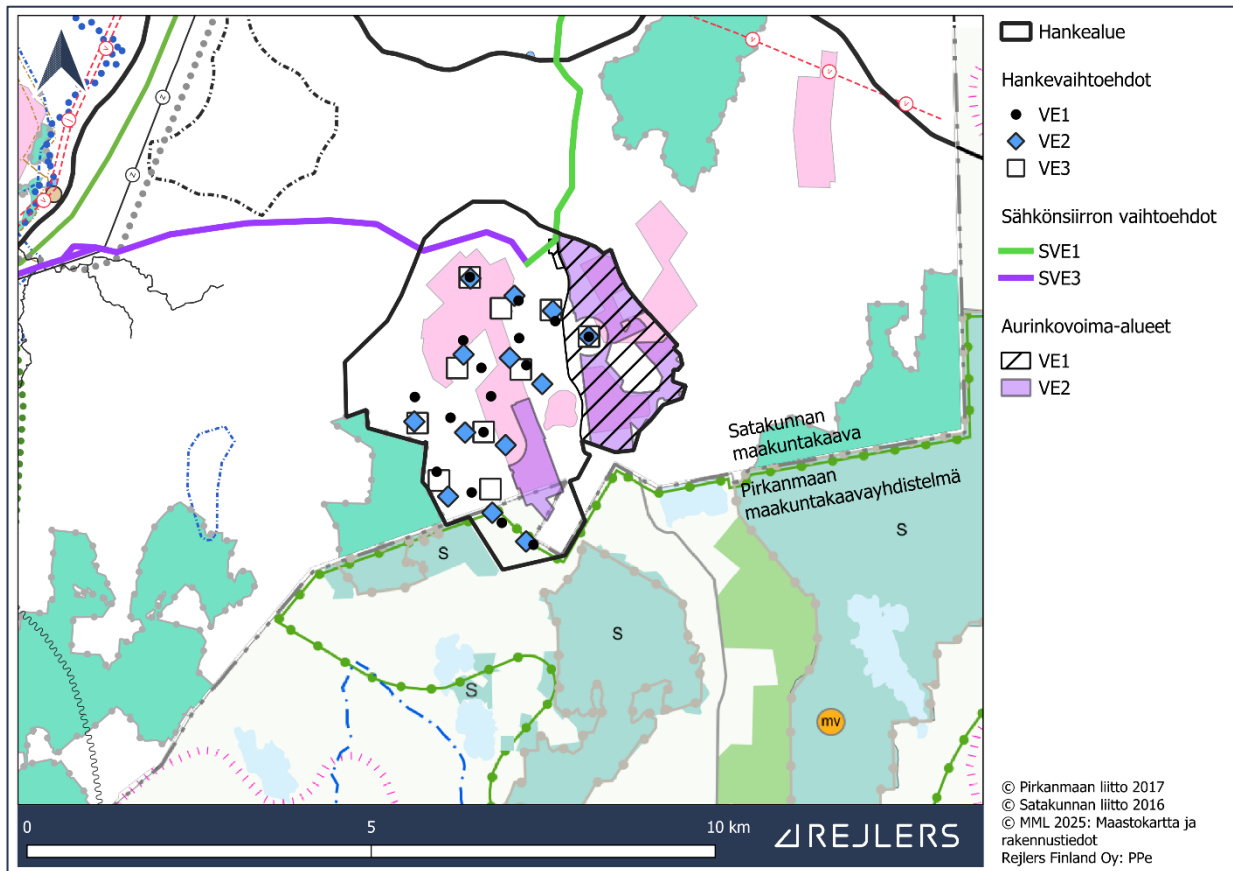 Hankealue
Hankevaihtoehdot
VE1
VE2
VE3
Sähkönsiirron vaihtoehdot
SVE1
SVE3
Aurinkovoima-alueet
VE1
VE2
Satakunnan
maakuntakaava
Pirkanmaan
maakuntakaavayhdistelmä
S
S
S
S
mv
0
5
10 km
REJLERS
© Pirkanmaan liitto 2017
© Satakunnan liitto 2016
© MML 2025: Maastokartta ja
rakennustiedot
Rejlers Finland Oy: PPe